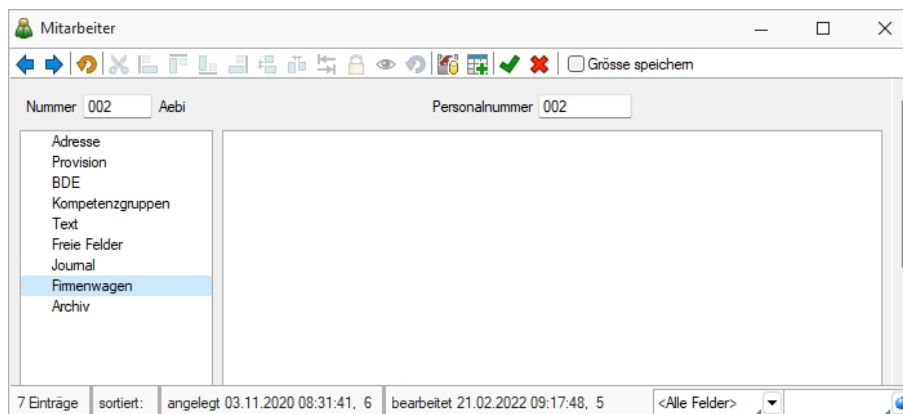 Mitarbeiter
Grösse speichern
Nummer 002 Aebi Personalnummer 002
Adresse
Provision
BDE
Kompetenzgruppen
Text
Freie Felder
Journal
Firmenwagen
Archiv
7 Einträge sortiert: angelegt 03.11.2020 08:31:41, 6 bearbeitet 21.02.2022 09:17:48, 5 <Alle Felder>